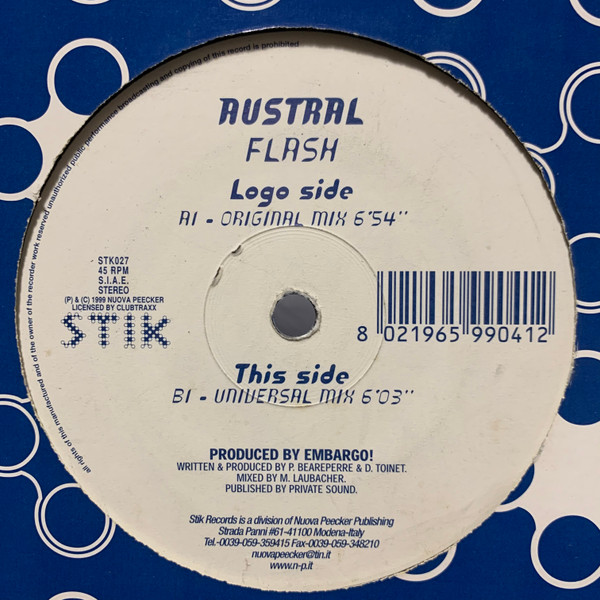 all rights of this manufactured and of the owner of the recorder work reserved unauthorized public performance broadcasting and copying of this record is prohibited
AUSTRAL
FLASH
Logo side
A1 - ORIGINAL MIX 6'54''
STK027
45 RPM
S.I.A.E.
STEREO
(P) & (C) 1999 NUOVA PEECKER
LICENSED BY CLUBTRAXX
STIK
8 021965 990412
This side
B1 - UNIVERSAL MIX 6'03''
PRODUCED BY EMBARGO!
WRITTEN & PRODUCED BY P. BEAREPERRE & D. TOINET.
MIXED BY M. LAUBACHER.
PUBLISHED BY PRIVATE SOUND.
Stik Records is a division of Nuova Peecker Publishing
Strada Panni #61-41100 Modena-Italy
Tel.-0039-059-359415 Fax-0039-059-348210
nuovapeecker@tin.it
www.n-p.it